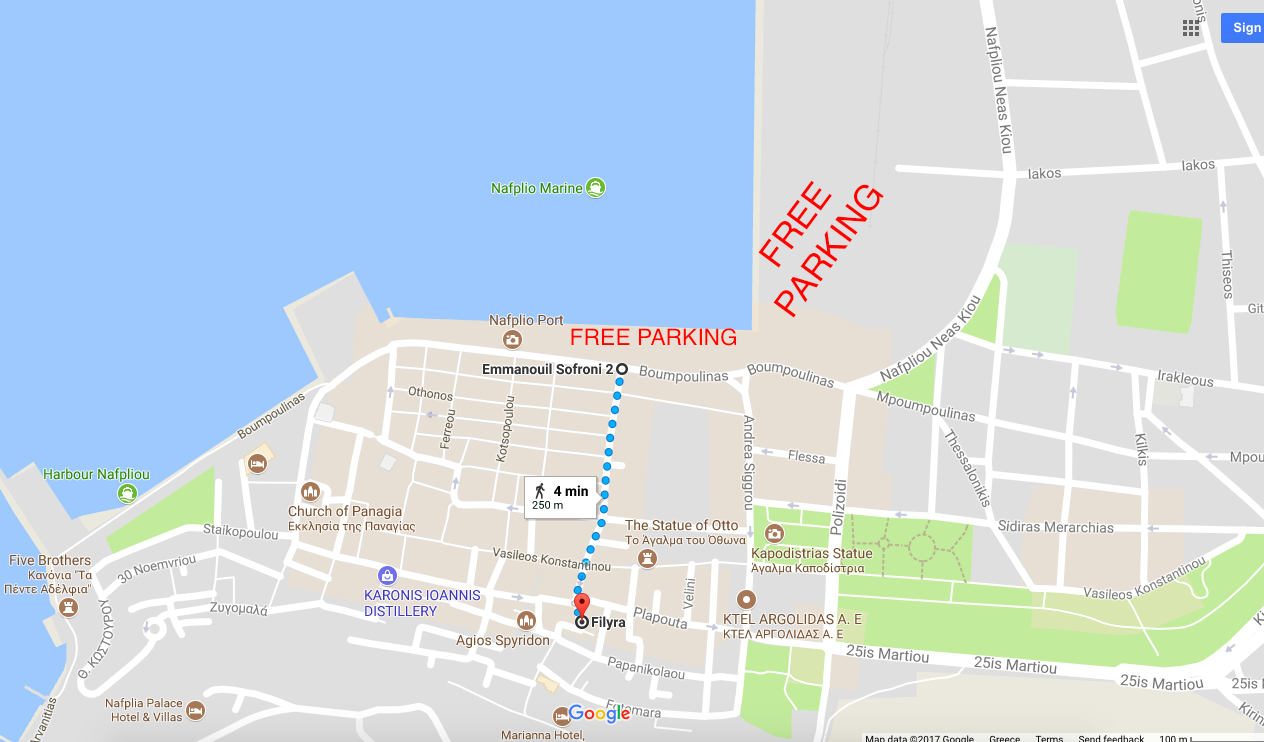 Sign
Nafpliou Neas Kiou
Iakos
Iakos
Nafplio Marine
FREE
PARKING
Thiseos
Nafplio Port
FREE PARKING
Nafpliou Neas Kiou
Emmanouil Sofroni 2
Boumpoulinas
Boumpoulinas
Irakleous
Mpoumpoulinas
Othonos
Boumpoulinas
Ferreou
Kotsopoulou
Andrea Siggrou
Flessa
Polizoidi
Thessalonikis
Kilkis
Harbour Nafpliou
4 min
250 m
Church of Panagia
Εκκλησία της Παναγίας
Staikopoulou
The Statue of Otto
Το Άγαλμα του Όθωνα
Sidiras Merarchias
Kapodistrias Statue
Άγαλμα Καποδίστρια
Five Brothers
Κανόνια "Τα
Πέντε Αδέλφια"
30 Noemvriou
Vasileos Konstantinou
Vasileos Konstantinou
KARONIS IOANNIS
DISTILLERY
Ζυγομαλά
Θ. ΚΩΣΤΟΥΡΟΥ
Velini
Filyra
Plapouta
KTEL ARGOLIDAS A. E
ΚΤΕΛ ΑΡΓΟΛΙΔΑΣ Α. Ε
Agios Spyridon
Papanikolaou
25is Martiou
25is Martiou
25is Martiou
Nafplia Palace
Hotel & Villas
Arvanitias
Google
Marianna Hotel,
Map data ©2017 Google
Greece
Terms
Send feedback
100 m